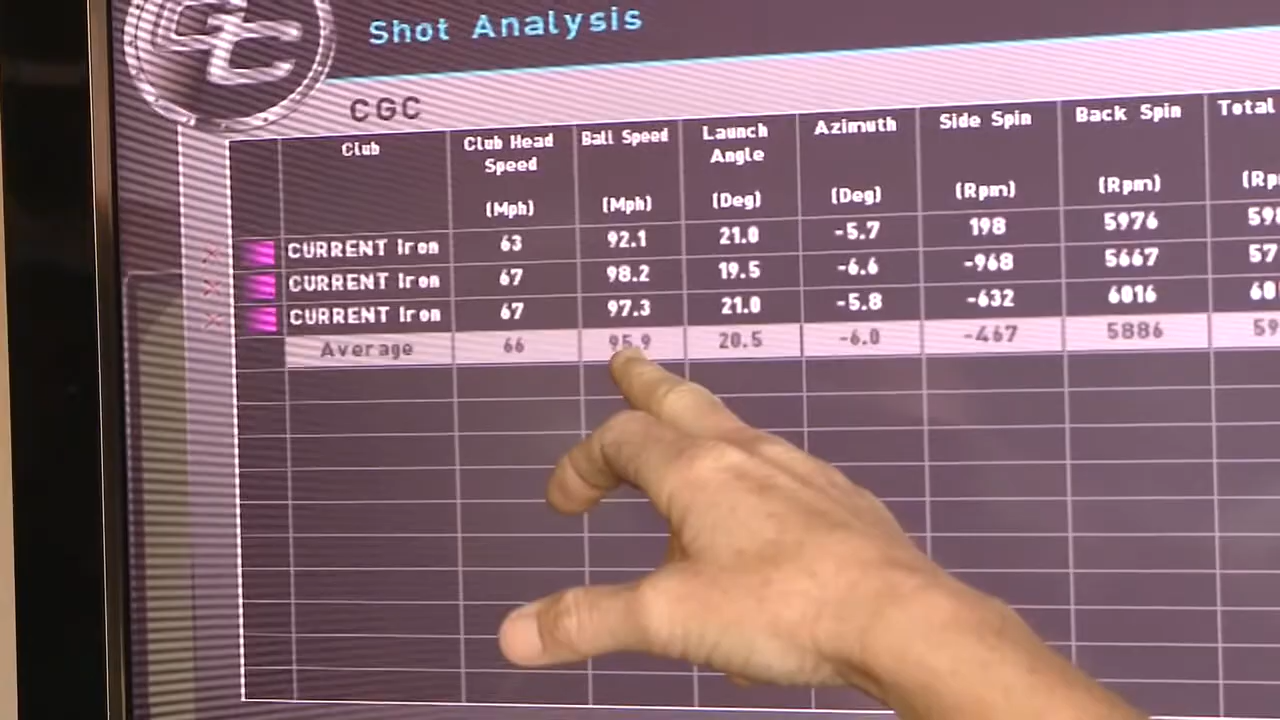 Shot Analysis
CGC
Club Club Head Speed (Mph) Ball Speed (Mph) Launch Angle (Deg) Azimuth (Deg) Side Spin (Rpm) Back Spin (Rpm) Total
CURRENT Iron 63 92.1 21.0 -5.7 198 5976
CURRENT Iron 67 98.2 19.5 -6.6 -968 5667
CURRENT Iron 67 97.3 21.0 -5.8 -632 6016
Average 66 95.9 20.5 -6.0 -467 5886